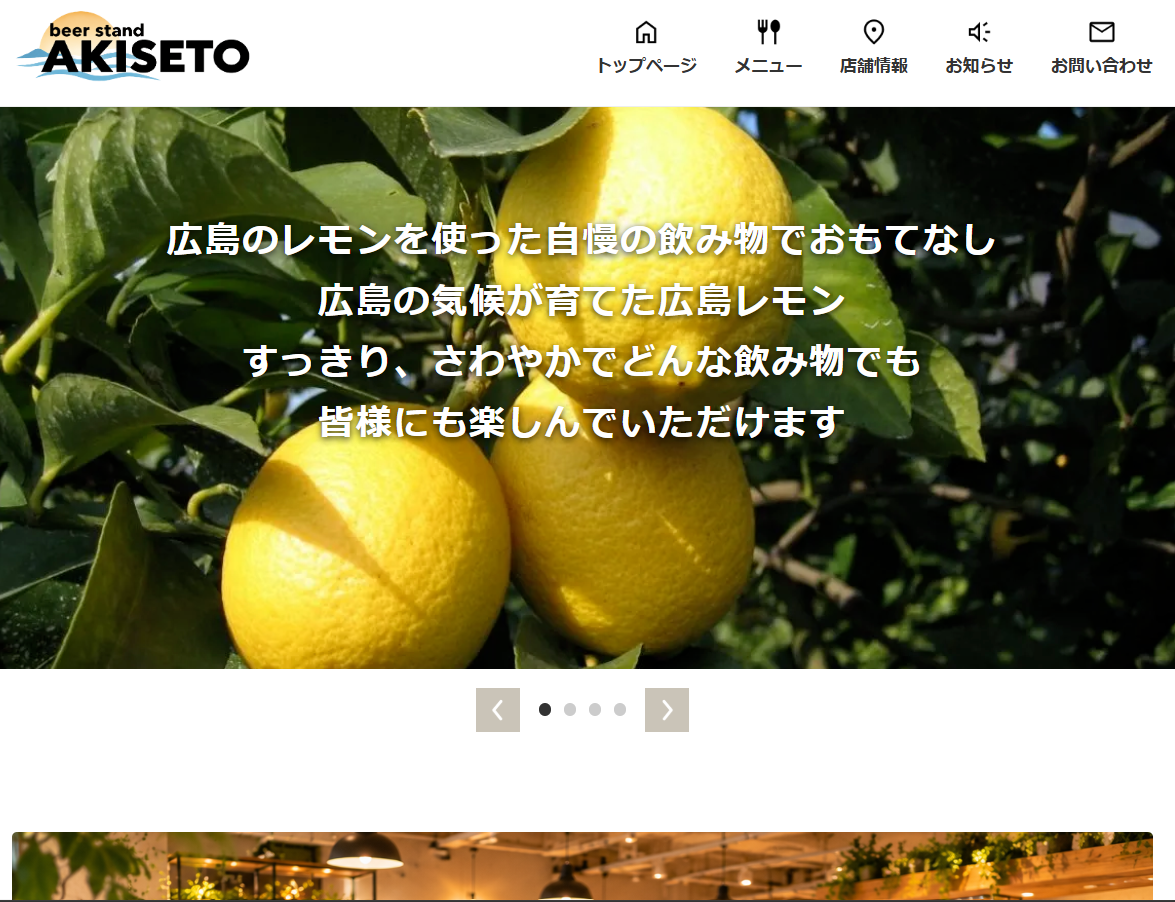 beer stand
AKISETO
トップページ
メニュー
店舗情報
お知らせ
お問い合わせ
広島のレモンを使った自慢の飲み物でおもてなし
広島の気候が育てた広島レモン
すっきり、さわやかでどんな飲み物でも
皆様にも楽しんでいただけます